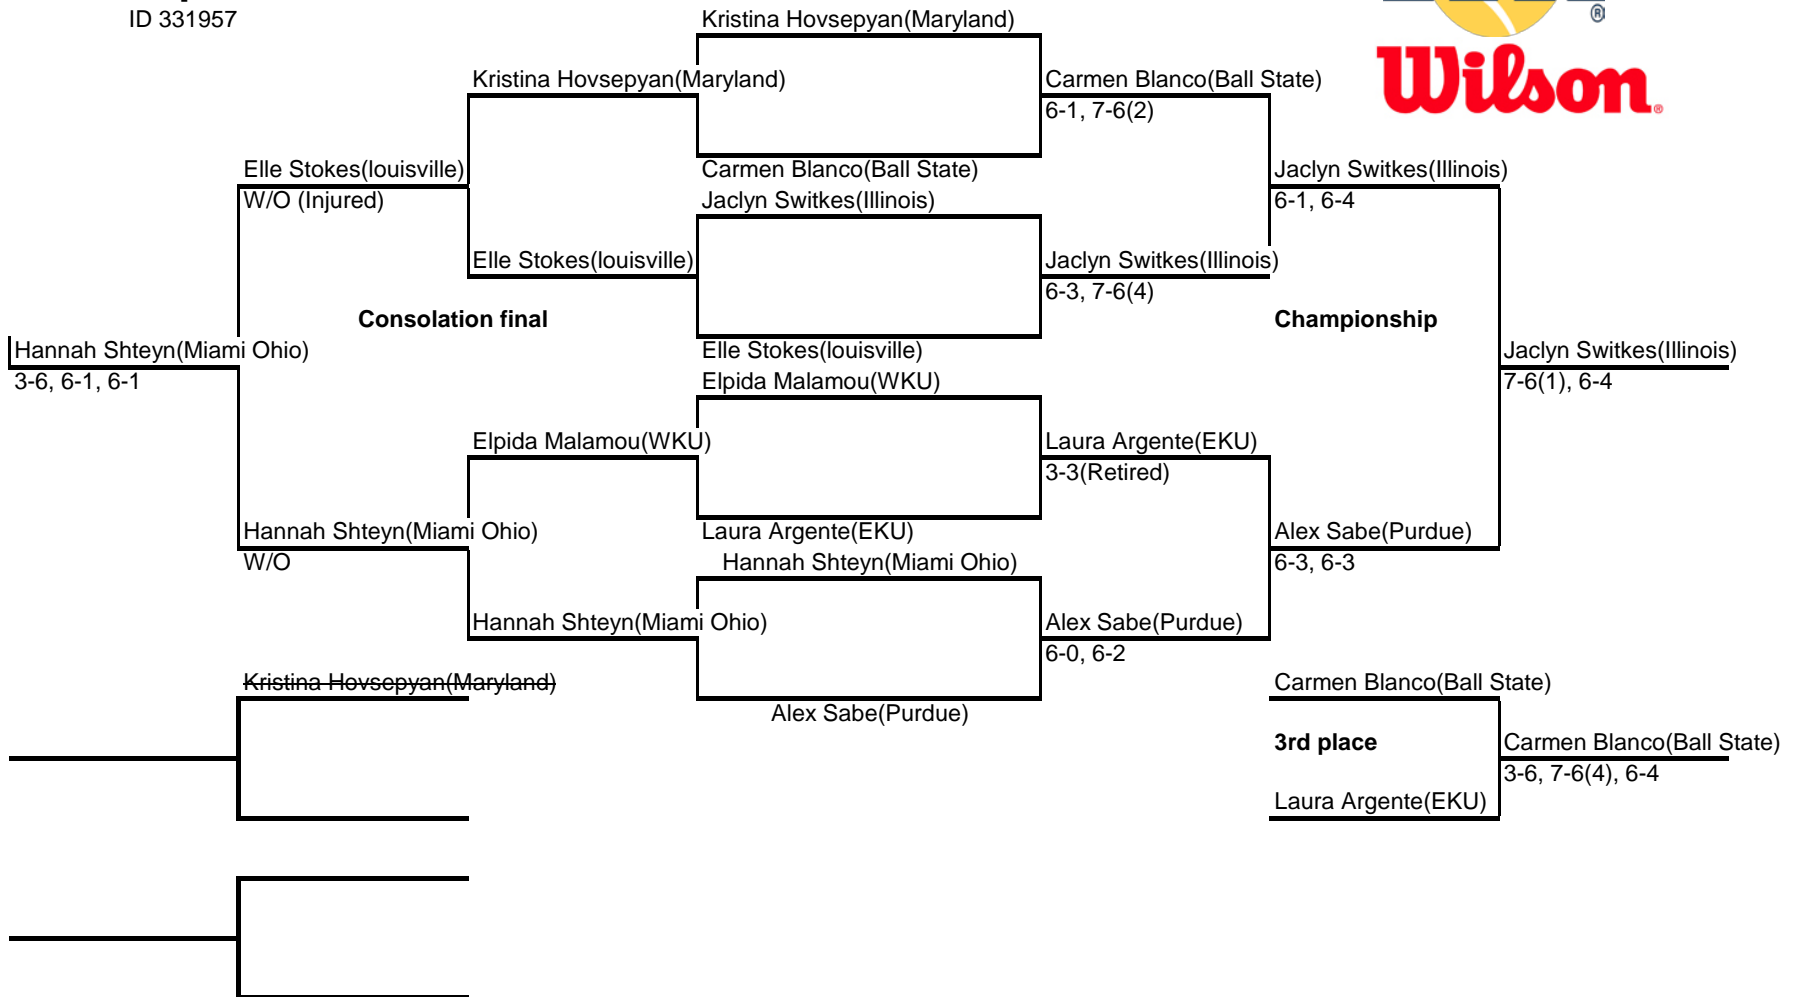 ID 331957
Kristina Hovsepyan(Maryland)
®
Kristina Hovsepyan(Maryland)
Carmen Blanco(Ball State)
Wilson®
6-1, 7-6(2)
Elle Stokes(louisville)
Carmen Blanco(Ball State)
Jaclyn Switkes(Illinois)
W/O (Injured)
Jaclyn Switkes(Illinois)
6-1, 6-4
Elle Stokes(louisville)
Jaclyn Switkes(Illinois)
6-3, 7-6(4)
Consolation final
Championship
Hannah Shteyn(Miami Ohio)
Elle Stokes(louisville)
Jaclyn Switkes(Illinois)
3-6, 6-1, 6-1
Elpida Malamou(WKU)
7-6(1), 6-4
Elpida Malamou(WKU)
Laura Argente(EKU)
3-3(Retired)
Hannah Shteyn(Miami Ohio)
Laura Argente(EKU)
Alex Sabe(Purdue)
W/O
Hannah Shteyn(Miami Ohio)
6-3, 6-3
Hannah Shteyn(Miami Ohio)
Alex Sabe(Purdue)
6-0, 6-2
Kristina Hovsepyan(Maryland)
Carmen Blanco(Ball State)
Alex Sabe(Purdue)
3rd place
Carmen Blanco(Ball State)
3-6, 7-6(4), 6-4
Laura Argente(EKU)